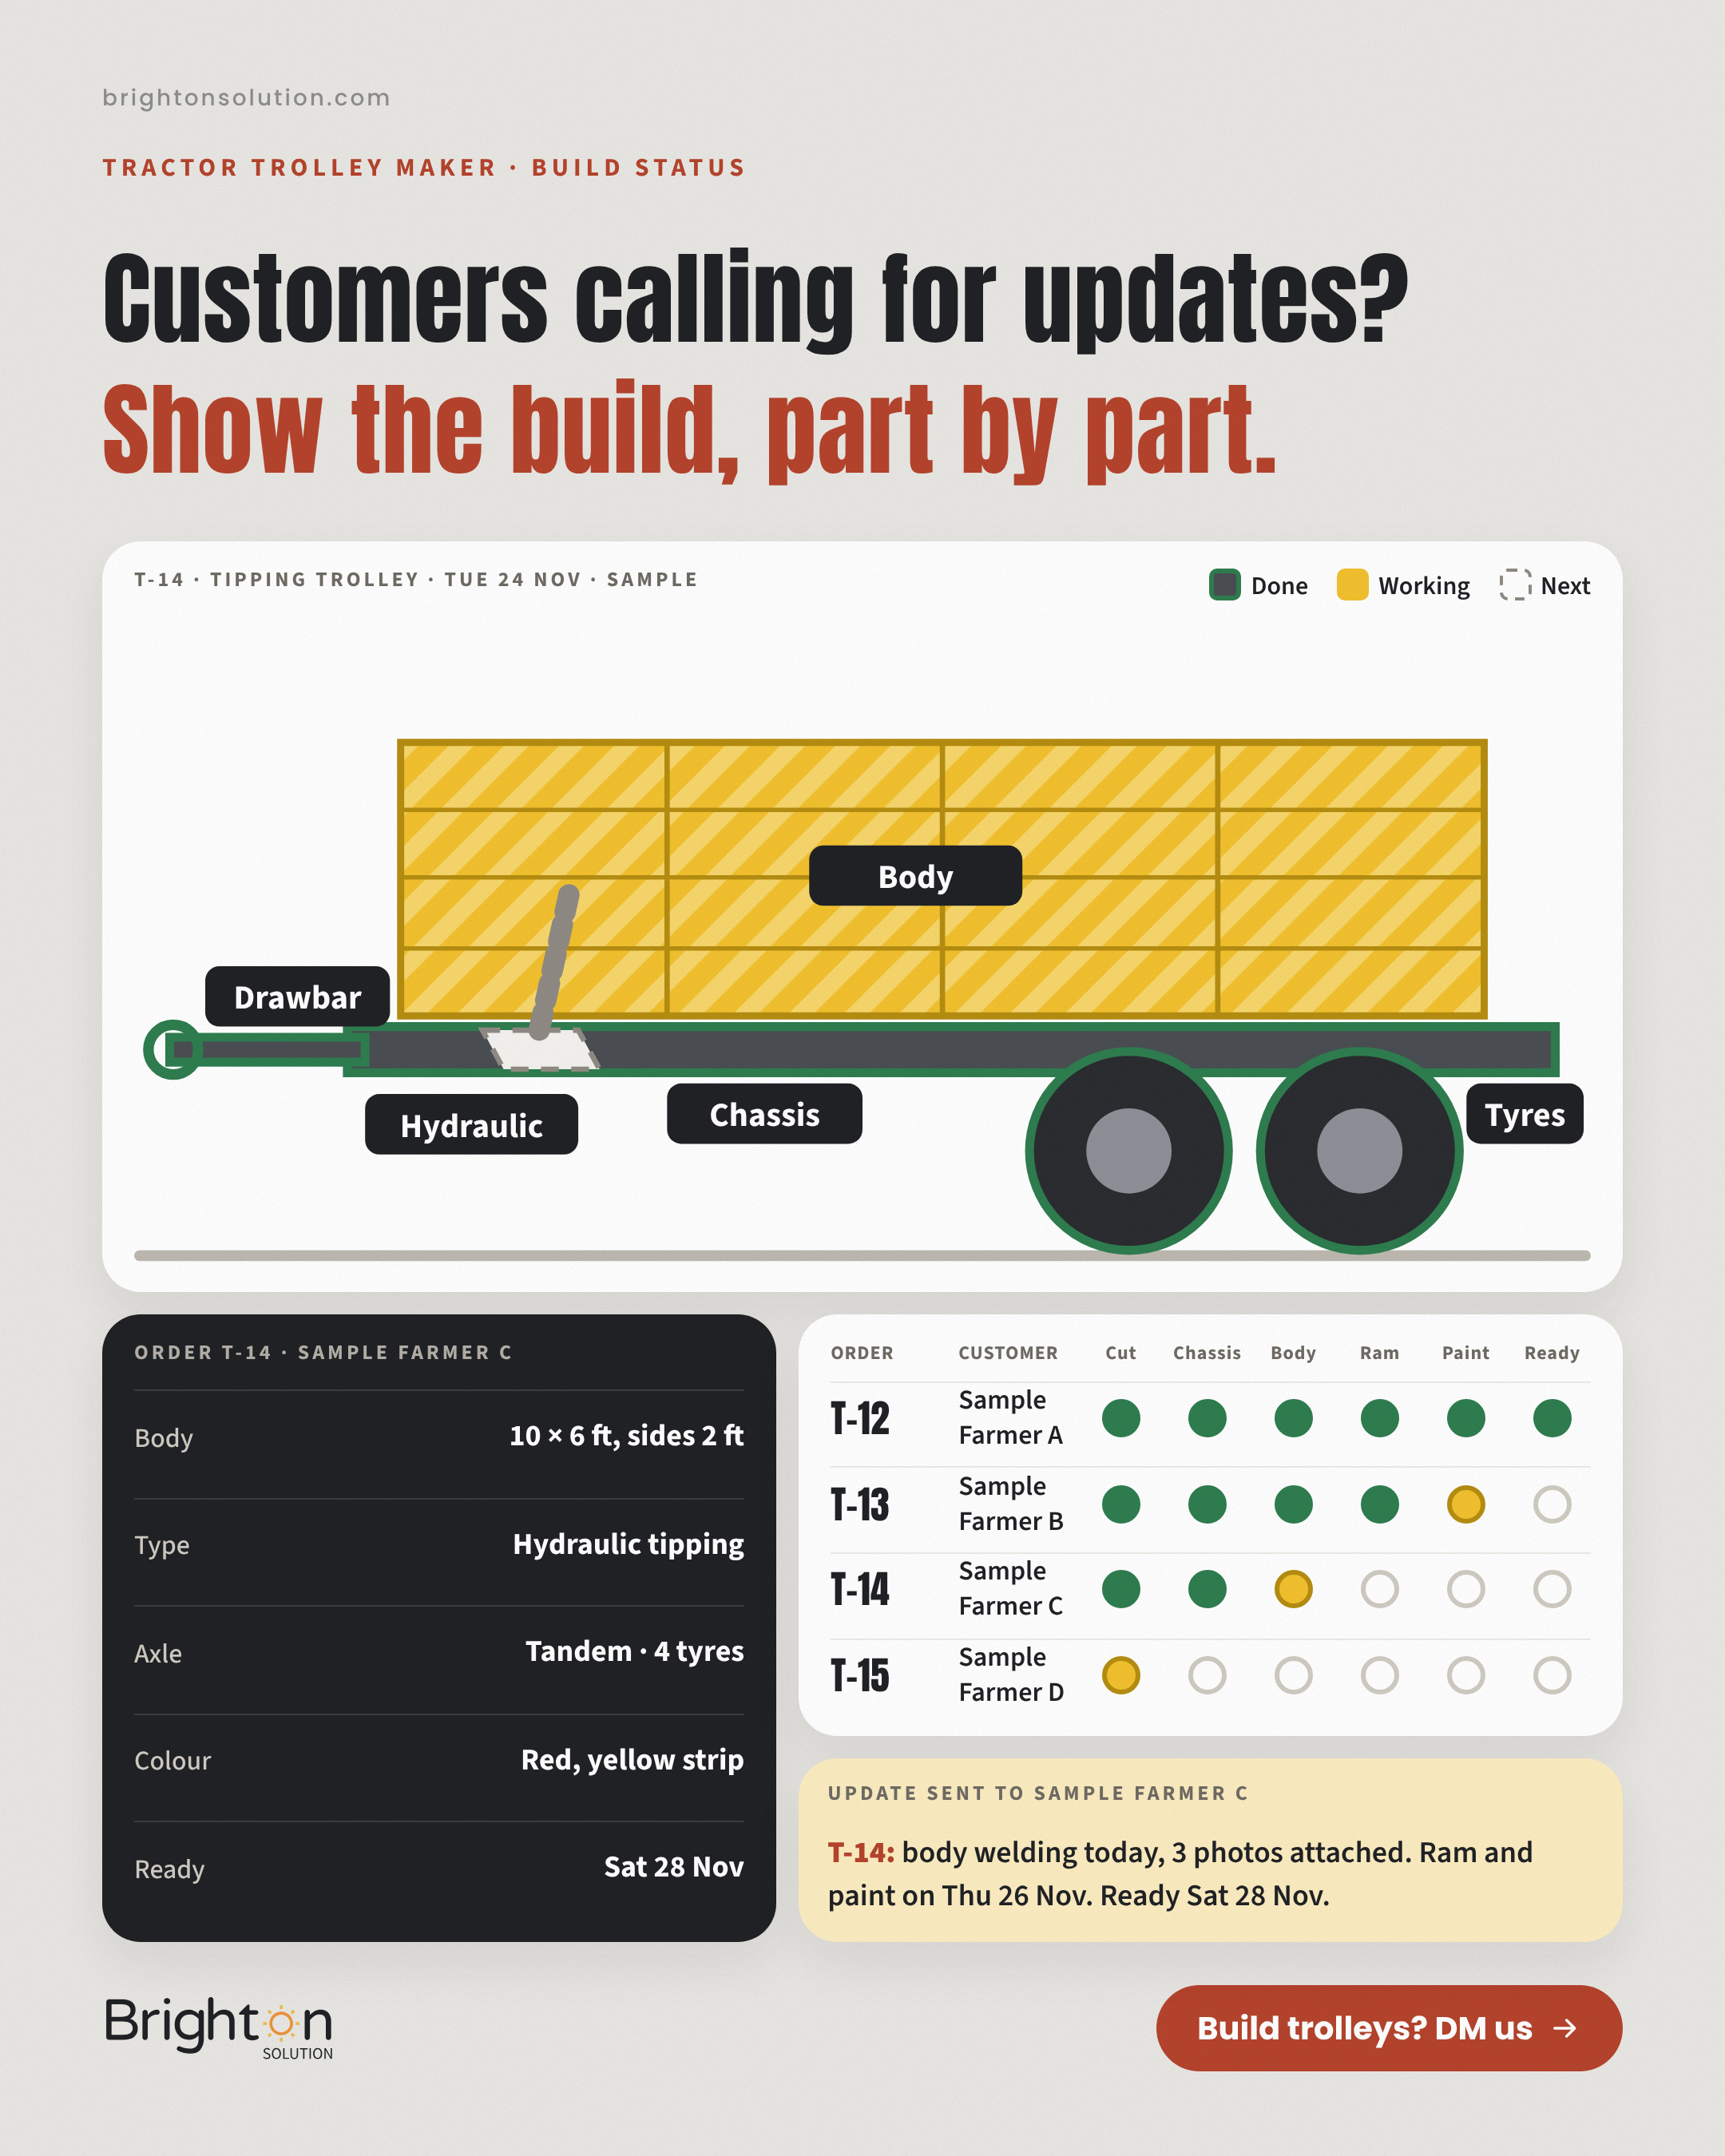 brightonsolution.com
TRACTOR TROLLEY MAKER · BUILD STATUS
Customers calling for updates?
Show the build, part by part.
T-14 · TIPPING TROLLEY · TUE 24 NOV · SAMPLE
Done Working Next
Body
Drawbar
Hydraulic
Chassis
Tyres
ORDER T-14 · SAMPLE FARMER C
Body 10 × 6 ft, sides 2 ft
Type Hydraulic tipping
Axle Tandem · 4 tyres
Colour Red, yellow strip
Ready Sat 28 Nov
ORDER CUSTOMER Cut Chassis Body Ram Paint Ready
T-12 Sample
Farmer A
T-13 Sample
Farmer B
T-14 Sample
Farmer C
T-15 Sample
Farmer D
UPDATE SENT TO SAMPLE FARMER C
T-14: body welding today, 3 photos attached. Ram and
paint on Thu 26 Nov. Ready Sat 28 Nov.
Brighton
SOLUTION
Build trolleys? DM us →